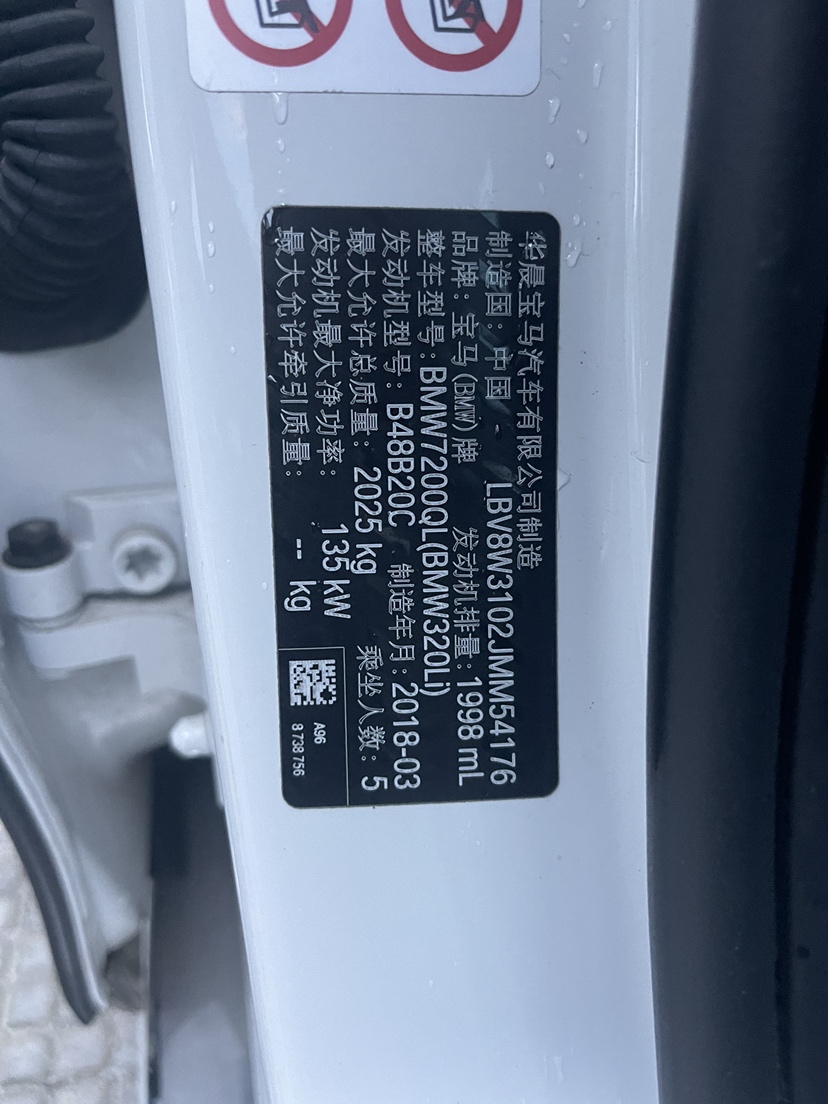 华晨宝马汽车有限公司制造
制造国:中国 LBV8W3102JMM54176
品牌:宝马(BMW)牌 发动机排量:1998 mL
整车型号:BMW7200QL(BMW320Li)
发动机型号:B48B20C 制造年月:2018-03
最大允许总质量:2025 kg 乘坐人数:5
发动机最大净功率:135 kW
最大允许牵引质量:-- kg
A96
8 738 756